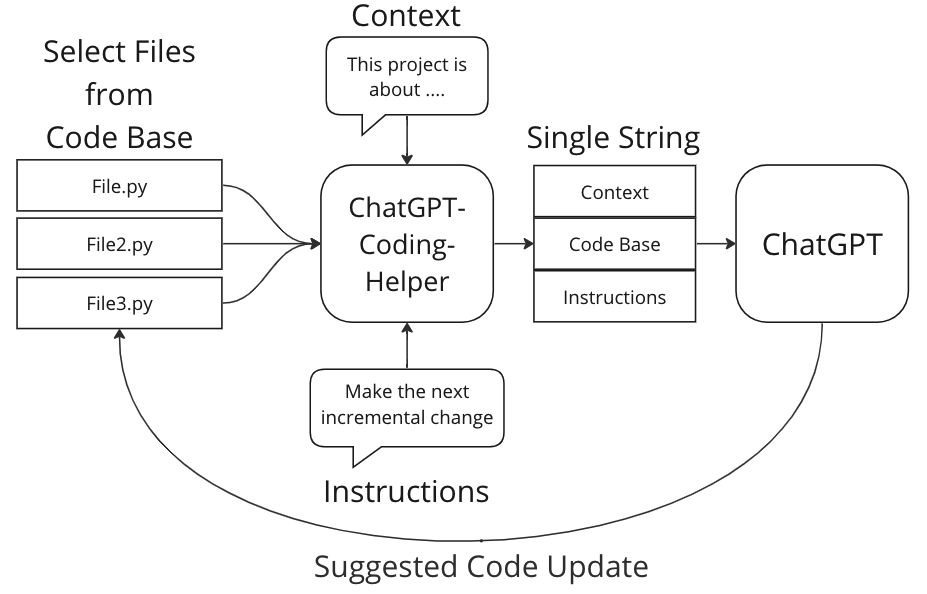 Context
This project is
about ....
Select Files
from
Code Base
File.py
File2.py
File3.py
ChatGPT-
Coding-
Helper
Make the next
incremental change
Instructions
Single String
Context
Code Base
Instructions
ChatGPT
Suggested Code Update